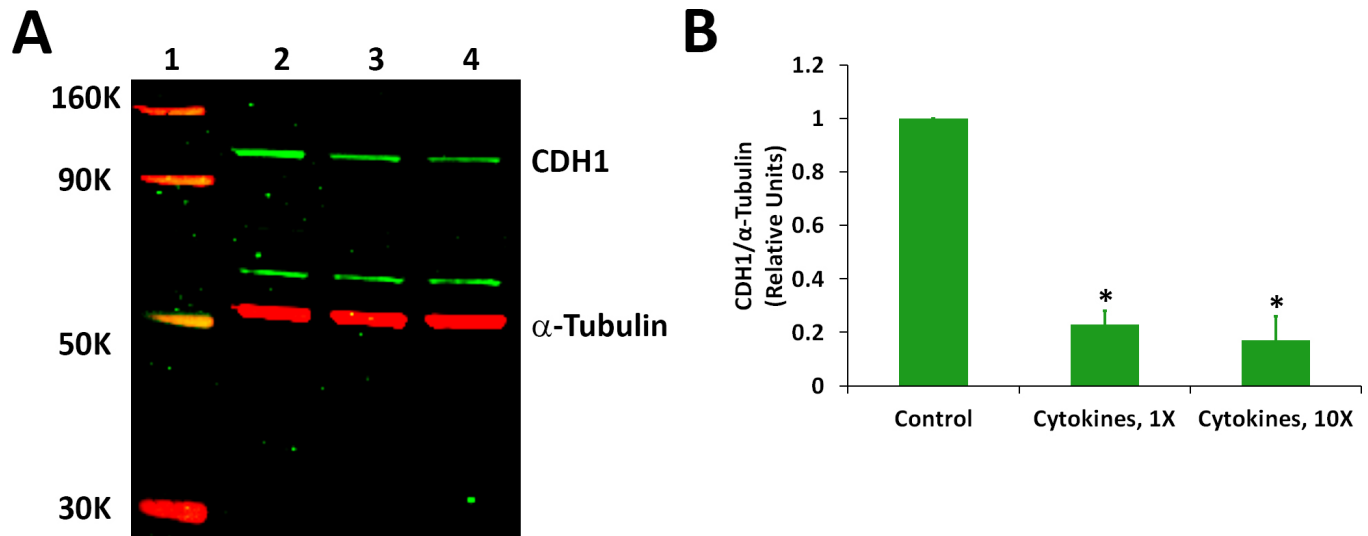 A
1 2 3 4
160K
CDH1
90K
α-Tubulin
50K
30K
B
CDH1/α-Tubulin
(Relative Units)
1.2
1
0.8
0.6
0.4
0.2
0
*
*
Control
Cytokines, 1X
Cytokines, 10X